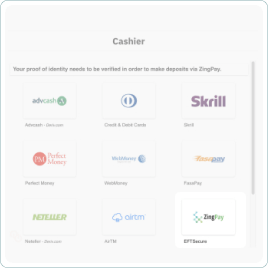 Cashier
Your proof of identity needs to be verified in order to make deposits via ZingPay.
advcash A
Skrill
Advcash
Credit & Debit Cards
Skrill
PM Perfect Money
WebMoney
Fasapay
Perfect Money
WebMoney
FasaPay
NETELLER
airtm
ZingPay
Neteller
AirTM
EFTSecure